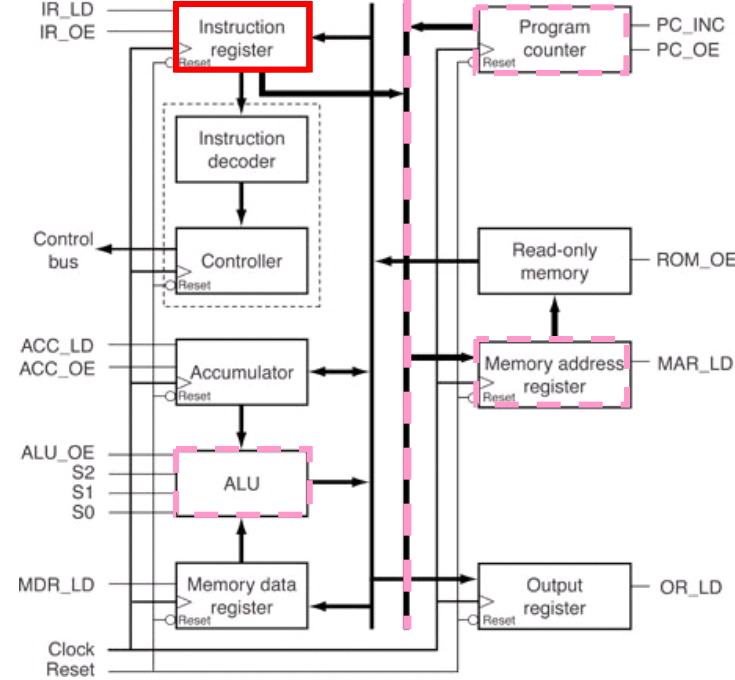 IR_LD
IR_OE
Instruction
register
Reset
Program
counter
Reset
PC_INC
PC_OE
Instruction
decoder
Control
bus
Controller
Reset
Read-only
memory
ROM_OE
ACC_LD
ACC_OE
Accumulator
Reset
Memory address
register
Reset
MAR_LD
ALU_OE
S2
S1
S0
ALU
MDR_LD
Memory data
register
Reset
Output
register
Reset
OR_LD
Clock
Reset